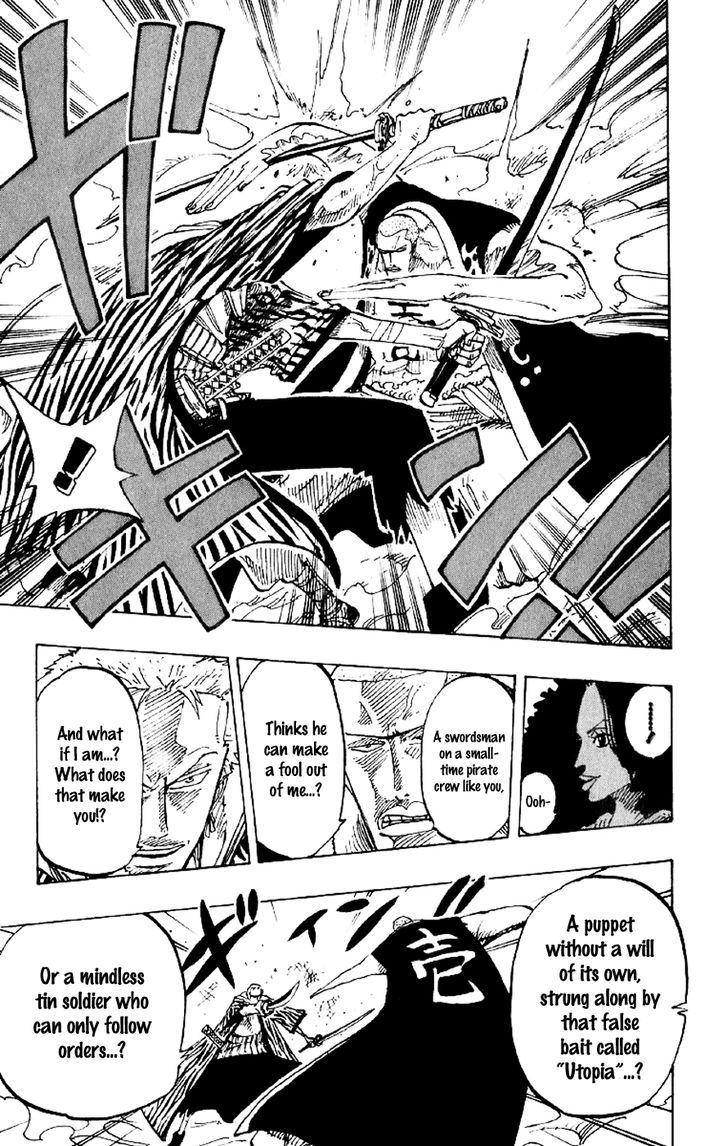 ギィン
!!
!!
Ooh-
A swordsman
on a small-
time pirate
crew like you,
Thinks he
can make
a fool out
of me...?
And what
if I am...?
What does
that make
you!?
A puppet
without a will
of its own,
strung along by
that false
bait called
"Utopia"...?
壱
ギィン
Or a mindless
tin soldier who
can only follow
orders...?